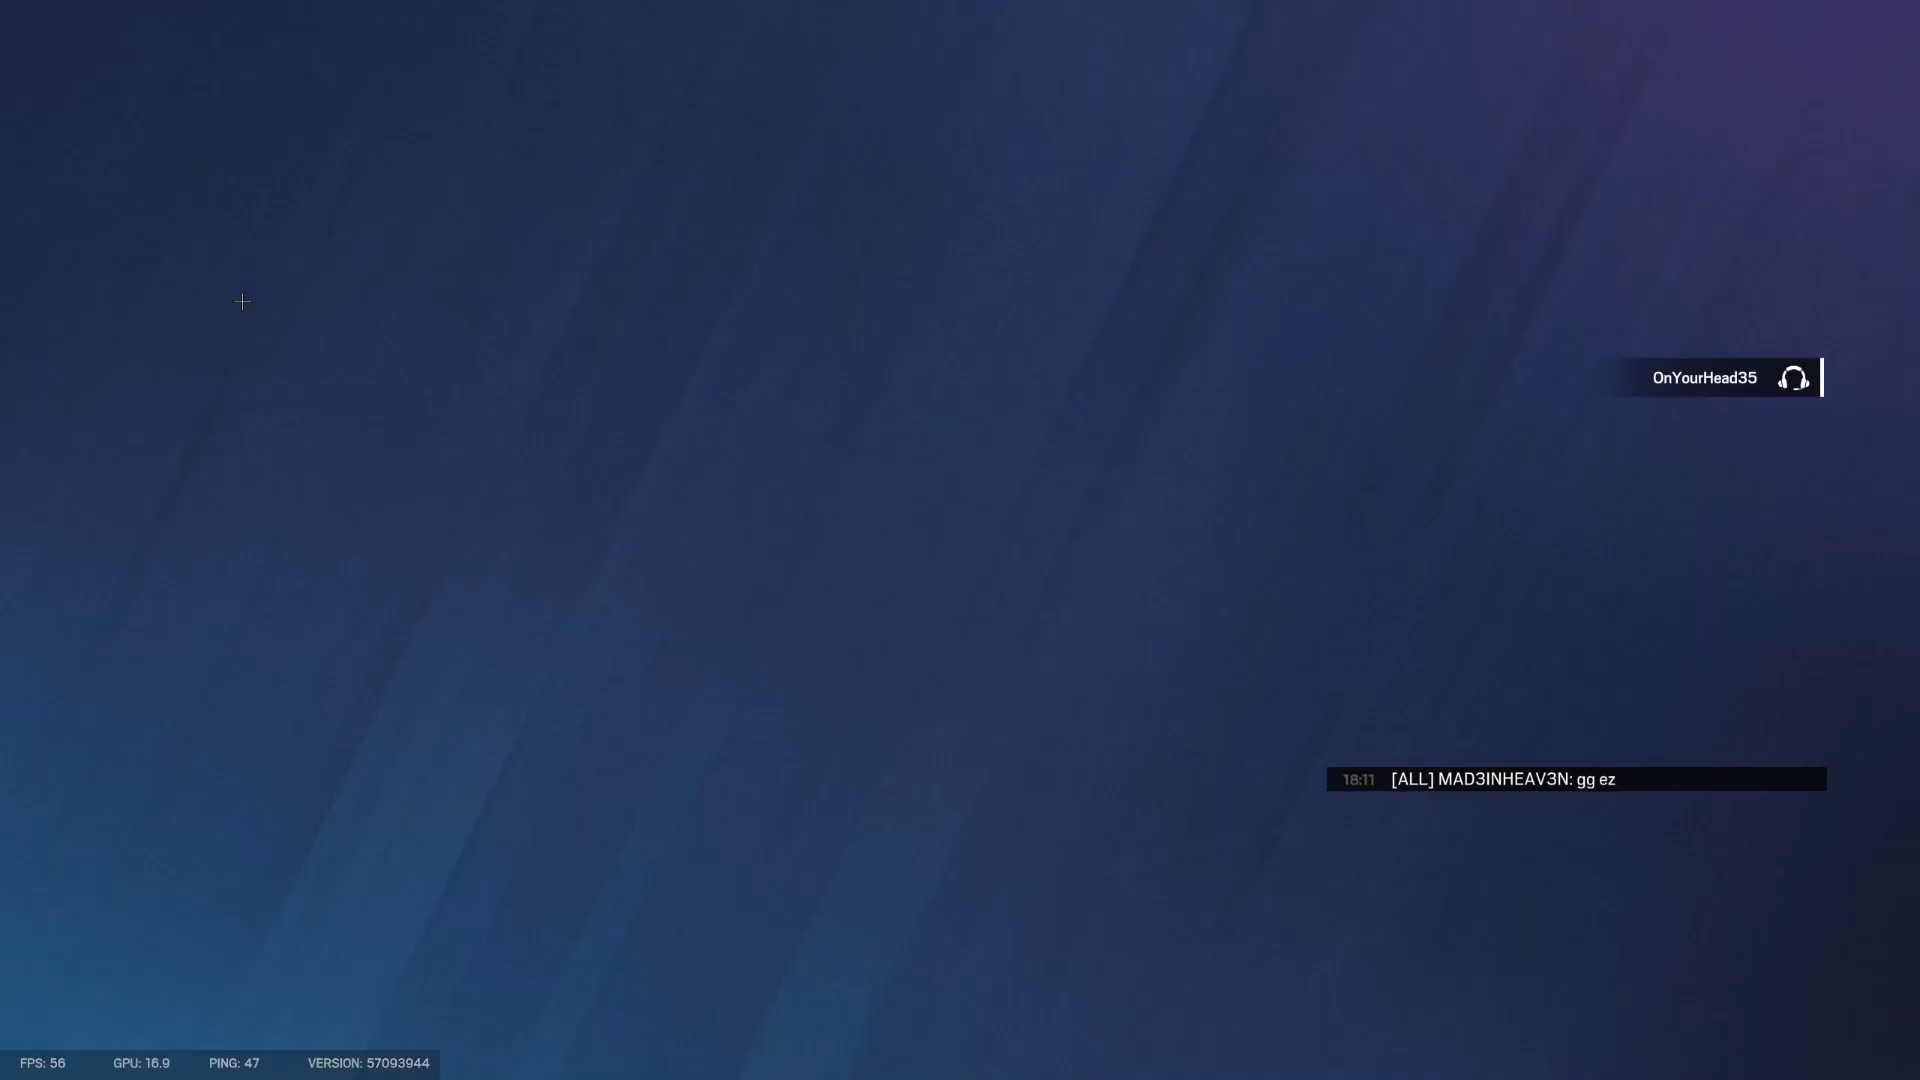 OnYourHead35
18:11 [ALL] MAD3INHEAV3N: gg ez
FPS: 56 GPU: 16.9 PING: 47 VERSION: 57093944